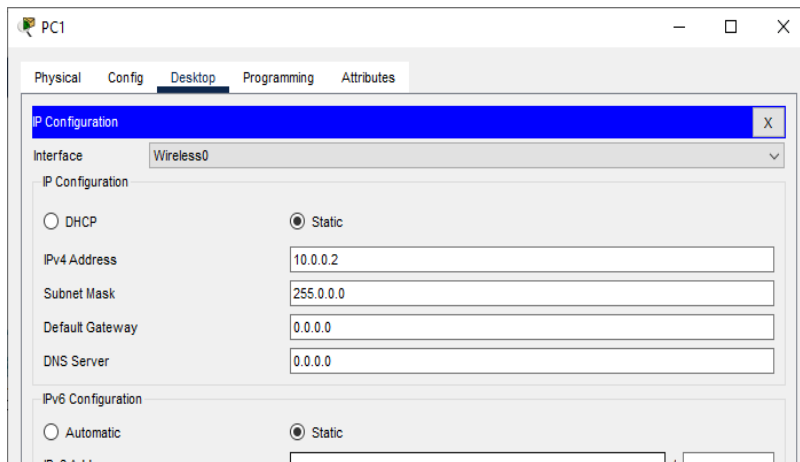 PC1
Physical Config Desktop Programming Attributes
IP Configuration X
Interface Wireless0
IP Configuration
DHCP Static
IPv4 Address 10.0.0.2
Subnet Mask 255.0.0.0
Default Gateway 0.0.0.0
DNS Server 0.0.0.0
IPv6 Configuration
Automatic Static